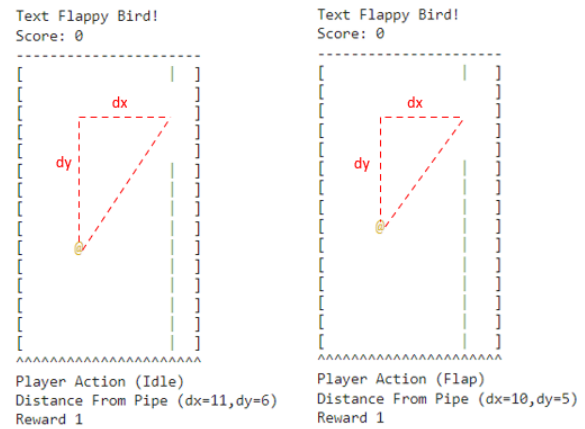 Text Flappy Bird!
Score: 0
----------------------
[ | ]
[ ]
[ dx ]
[ ]
[ ]
[ dy | ]
[ | ]
[ | ]
[ | ]
[ @ | ]
[ | ]
[ | ]
[ | ]
[ | ]
[ | ]
^^^^^^^^^^^^^^^^^^^^^^
Player Action (Idle)
Distance From Pipe (dx=11,dy=6)
Reward 1
Text Flappy Bird!
Score: 0
----------------------
[ | ]
[ ]
[ dx ]
[ ]
[ ]
[ dy | ]
[ | ]
[ | ]
[ @ | ]
[ | ]
[ | ]
[ | ]
[ | ]
[ | ]
[ | ]
^^^^^^^^^^^^^^^^^^^^^^
Player Action (Flap)
Distance From Pipe (dx=10,dy=5)
Reward 1